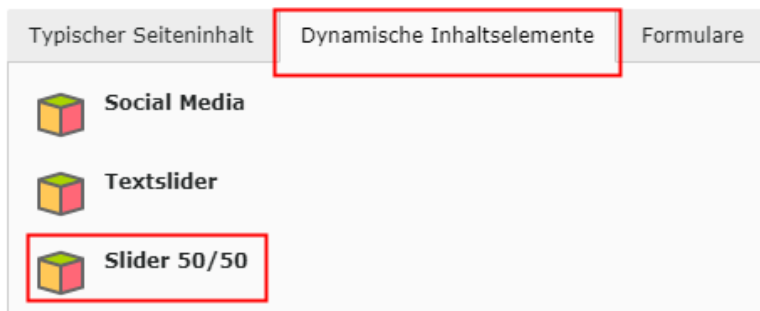 Typischer Seiteninhalt Dynamische Inhaltselemente Formulare
Social Media
Textslider
Slider 50/50